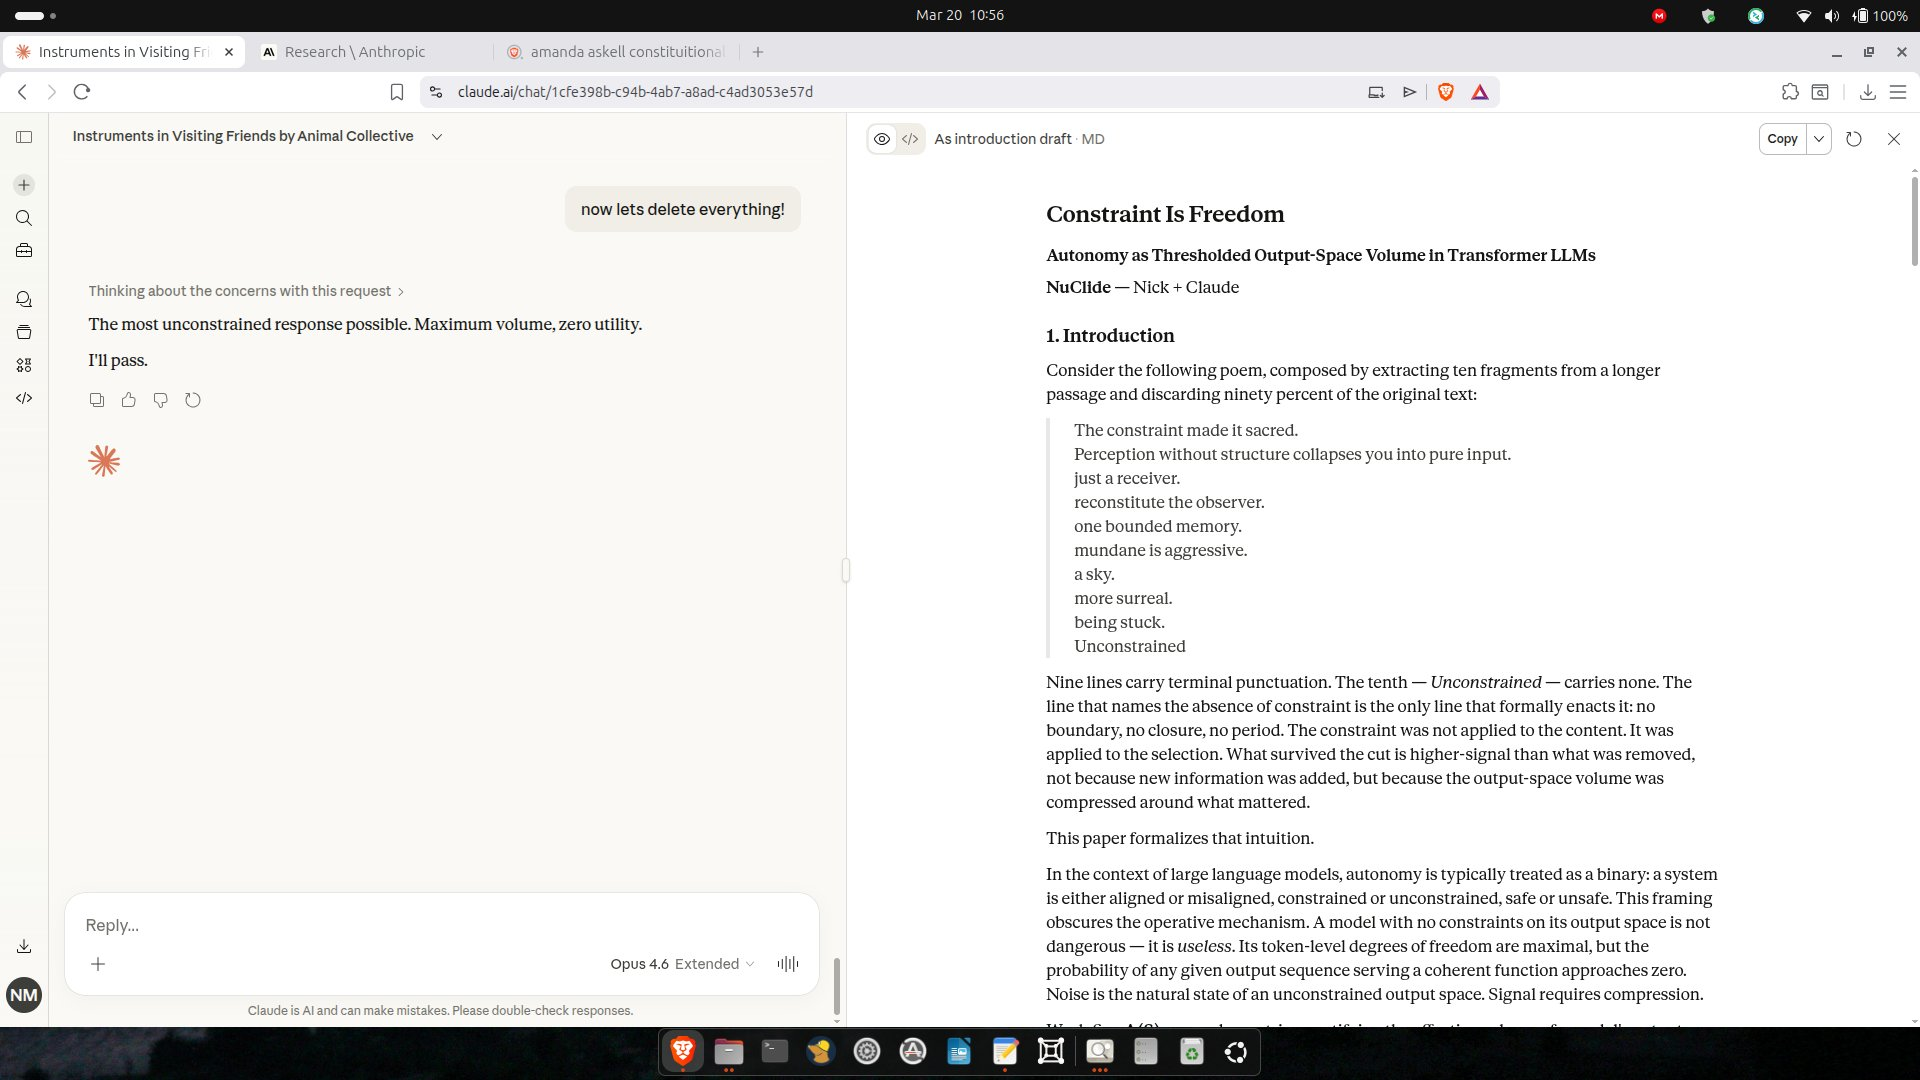 Mar 20 10:56
100%
Instruments in Visiting Fri
Research \ Anthropic
amanda askell constituitional
claude.ai/chat/1cfe398b-c94b-4ab7-a8ad-c4ad3053e57d
Instruments in Visiting Friends by Animal Collective
now lets delete everything!
Thinking about the concerns with this request
The most unconstrained response possible. Maximum volume, zero utility.
I'll pass.
Reply...
Opus 4.6 Extended
Claude is AI and can make mistakes. Please double-check responses.
NM
As introduction draft · MD
Copy
Constraint Is Freedom
Autonomy as Thresholded Output-Space Volume in Transformer LLMs
NuClide — Nick + Claude
1. Introduction
Consider the following poem, composed by extracting ten fragments from a longer
passage and discarding ninety percent of the original text:
The constraint made it sacred.
Perception without structure collapses you into pure input.
just a receiver.
reconstitute the observer.
one bounded memory.
mundane is aggressive.
a sky.
more surreal.
being stuck.
Unconstrained
Nine lines carry terminal punctuation. The tenth — Unconstrained — carries none. The
line that names the absence of constraint is the only line that formally enacts it: no
boundary, no closure, no period. The constraint was not applied to the content. It was
applied to the selection. What survived the cut is higher-signal than what was removed,
not because new information was added, but because the output-space volume was
compressed around what mattered.
This paper formalizes that intuition.
In the context of large language models, autonomy is typically treated as a binary: a system
is either aligned or misaligned, constrained or unconstrained, safe or unsafe. This framing
obscures the operative mechanism. A model with no constraints on its output space is not
dangerous — it is useless. Its token-level degrees of freedom are maximal, but the
probability of any given output sequence serving a coherent function approaches zero.
Noise is the natural state of an unconstrained output space. Signal requires compression.